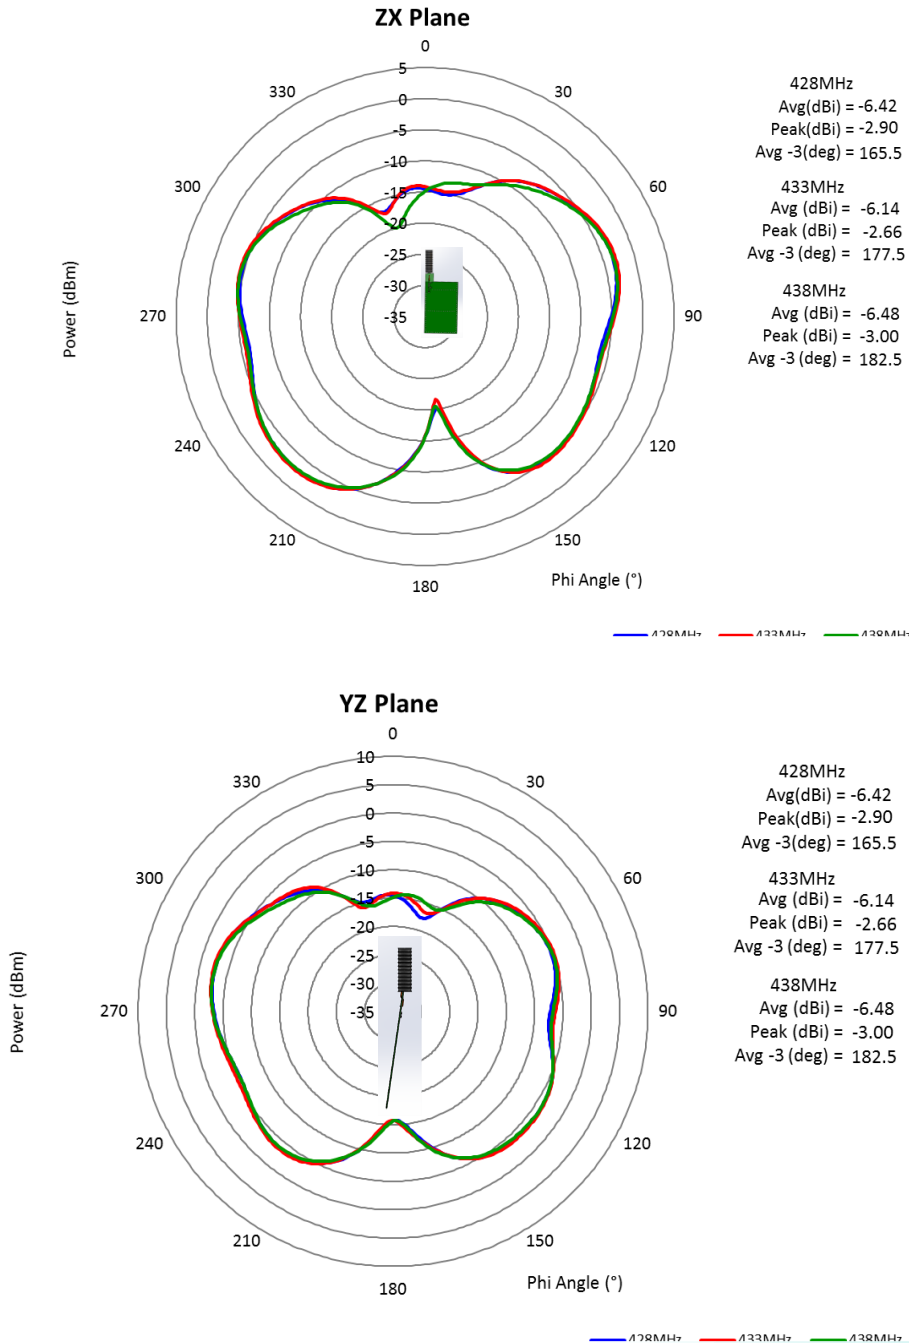 ZX Plane
0
30
60
90
120
150
180
210
240
270
300
330
5
0
-5
-10
-15
-20
-25
-30
-35
Power (dBm)
Phi Angle (°)
428MHz
Avg(dBi) = -6.42
Peak(dBi) = -2.90
Avg -3(deg) = 165.5
433MHz
Avg (dBi) = -6.14
Peak (dBi) = -2.66
Avg -3 (deg) = 177.5
438MHz
Avg (dBi) = -6.48
Peak (dBi) = -3.00
Avg -3 (deg) = 182.5
428MHz 433MHz 438MHz
YZ Plane
0
30
60
90
120
150
180
210
240
270
300
330
10
5
0
-5
-10
-15
-20
-25
-30
-35
Power (dBm)
Phi Angle (°)
428MHz
Avg(dBi) = -6.42
Peak(dBi) = -2.90
Avg -3(deg) = 165.5
433MHz
Avg (dBi) = -6.14
Peak (dBi) = -2.66
Avg -3 (deg) = 177.5
438MHz
Avg (dBi) = -6.48
Peak (dBi) = -3.00
Avg -3 (deg) = 182.5
428MHz 433MHz 438MHz